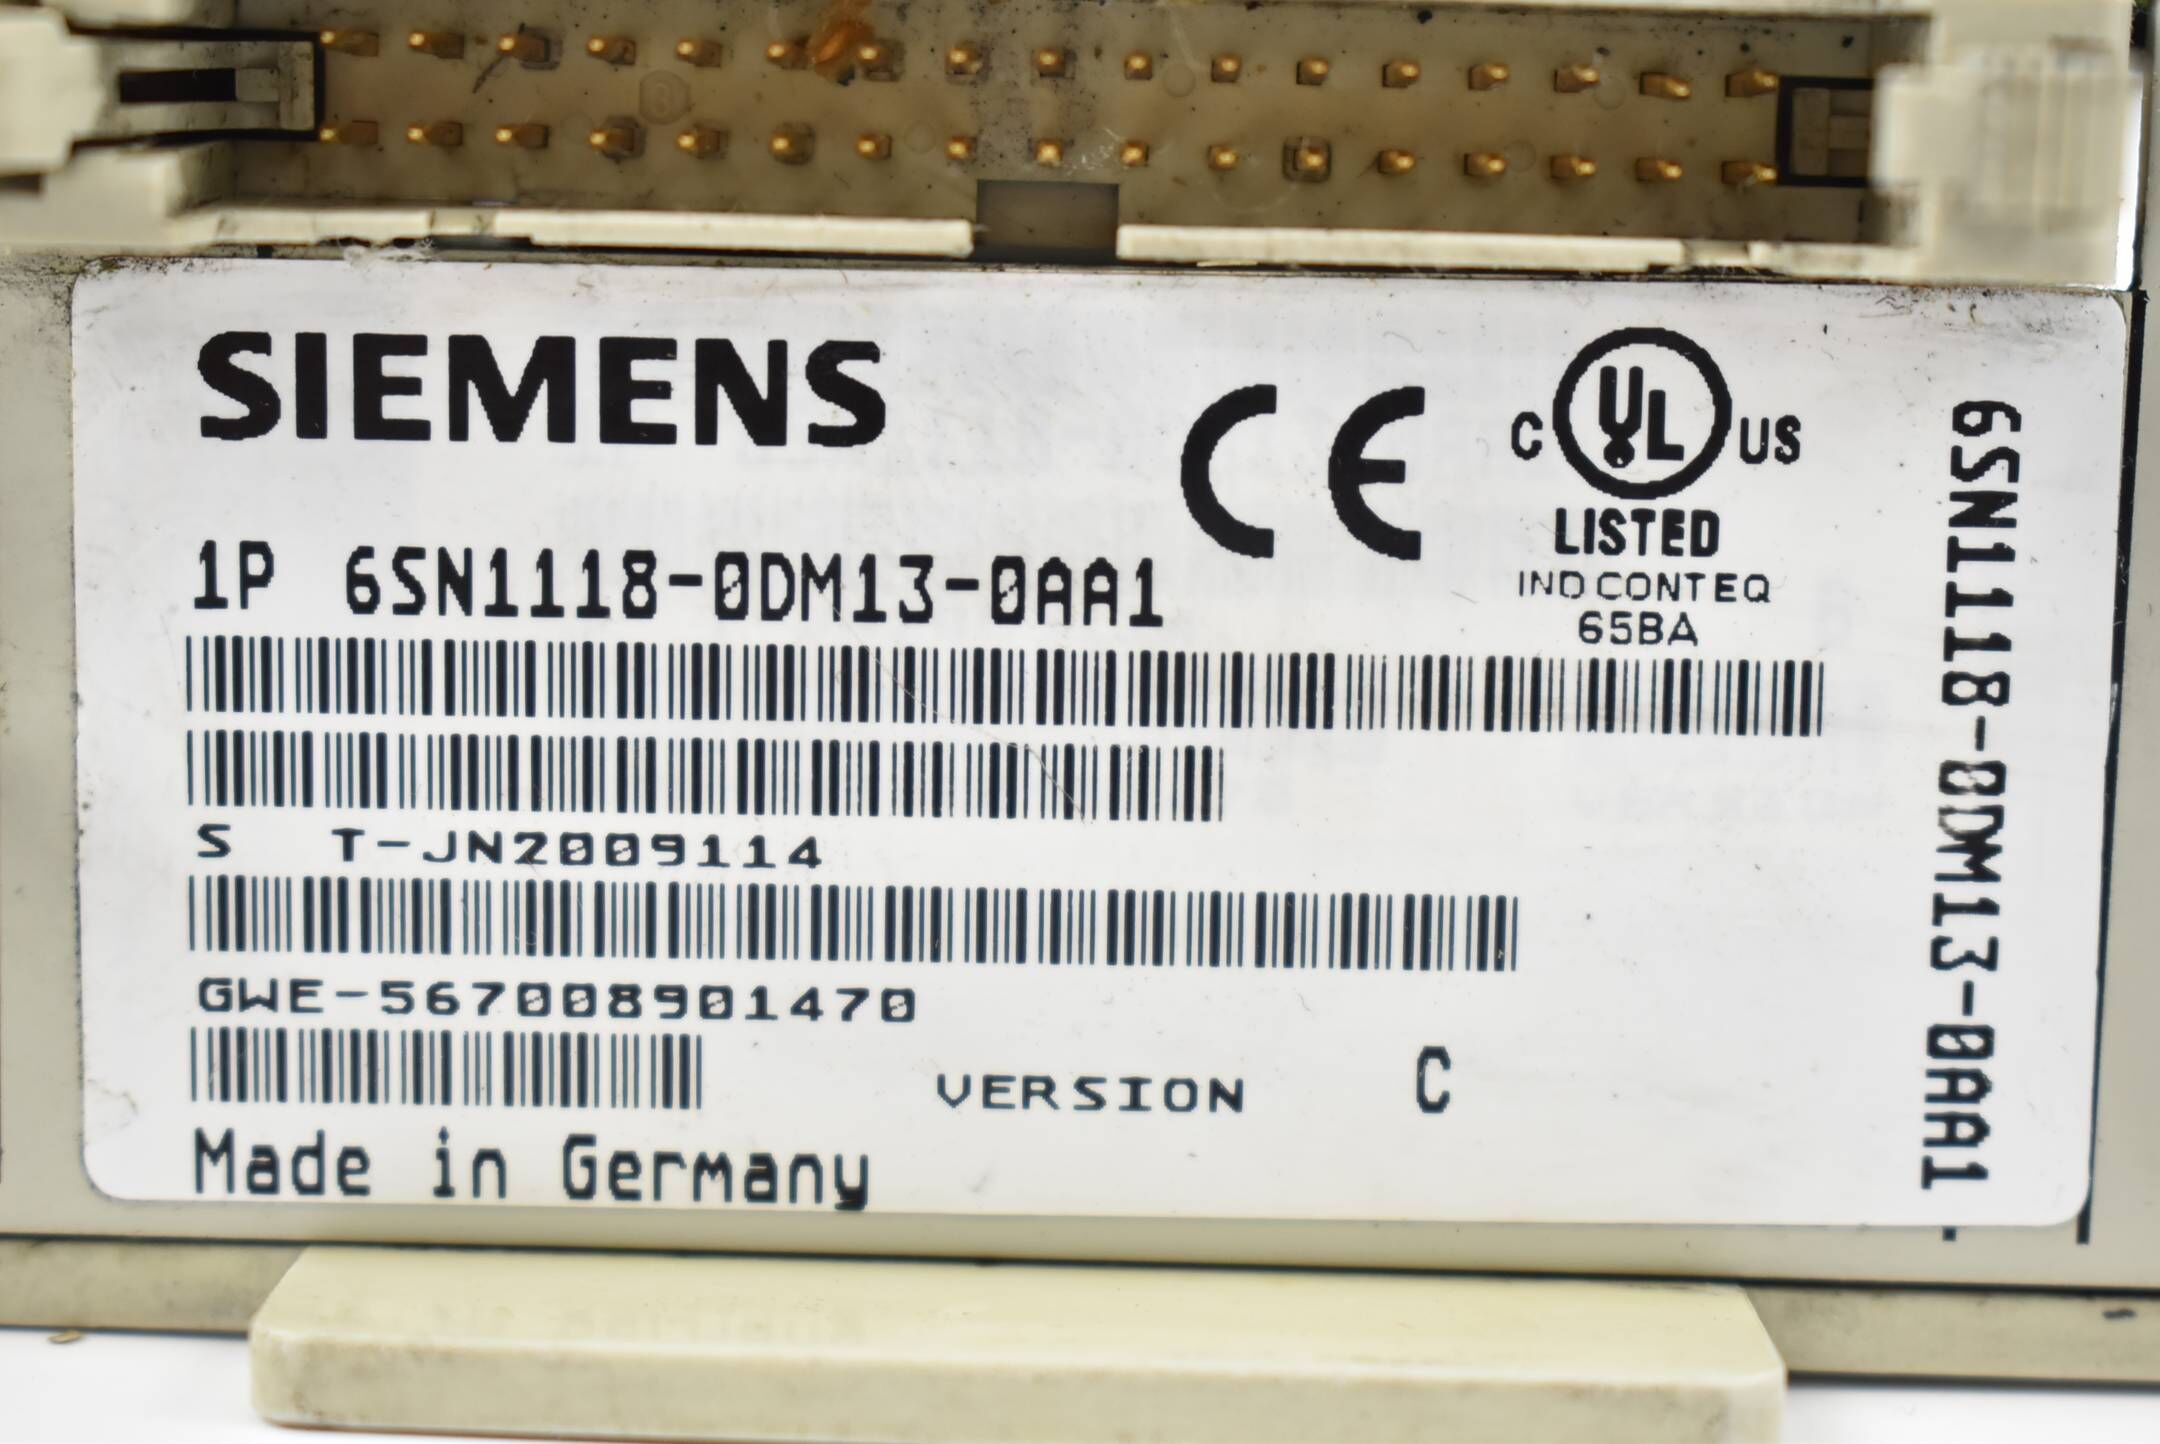 SIEMENS
CE
C UL US
LISTED
IND CONT EQ
65BA
1P 6SN1118-0DM13-0AA1
S T-JN2009114
GWE-567008901470
VERSION C
Made in Germany
6SN1118-0DM13-0AA1